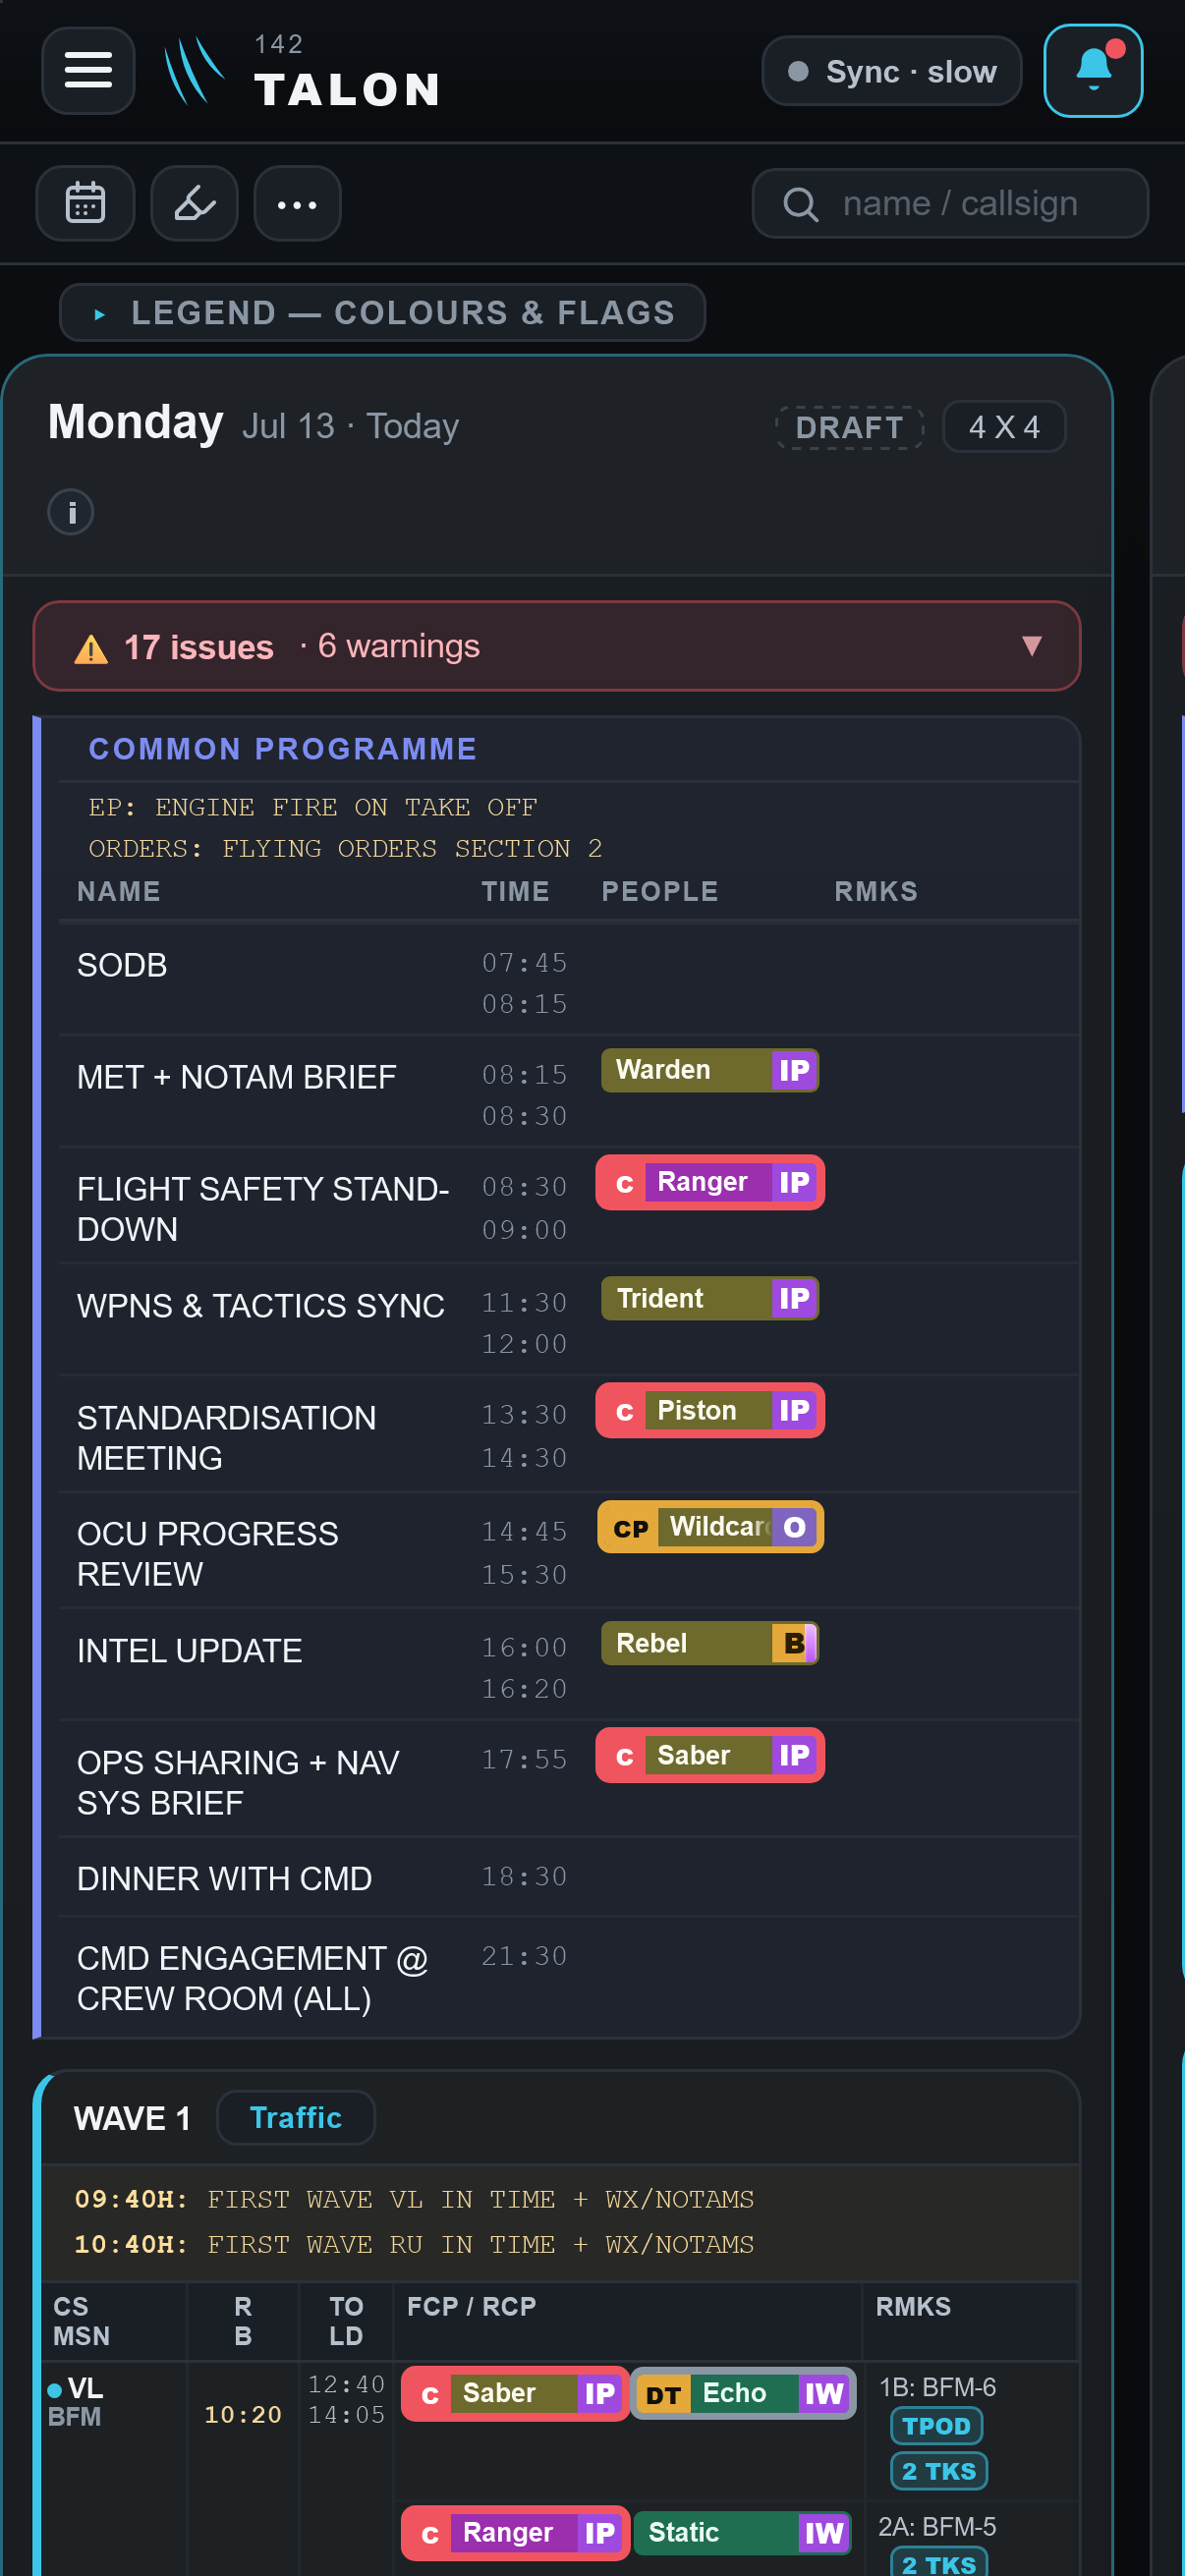 142
TALON
Sync · slow
name / callsign
LEGEND — COLOURS & FLAGS
Monday Jul 13 · Today
DRAFT
4 X 4
i
17 issues · 6 warnings
COMMON PROGRAMME
EP: ENGINE FIRE ON TAKE OFF
ORDERS: FLYING ORDERS SECTION 2
NAME TIME PEOPLE RMKS
SODB 07:45
08:15
MET + NOTAM BRIEF 08:15 Warden IP
08:30
FLIGHT SAFETY STAND- 08:30 C Ranger IP
DOWN 09:00
WPNS & TACTICS SYNC 11:30 Trident IP
12:00
STANDARDISATION 13:30 C Piston IP
MEETING 14:30
OCU PROGRESS 14:45 CP Wildcar O
REVIEW 15:30
INTEL UPDATE 16:00 Rebel B
16:20
OPS SHARING + NAV 17:55 C Saber IP
SYS BRIEF
DINNER WITH CMD 18:30
CMD ENGAGEMENT @ 21:30
CREW ROOM (ALL)
WAVE 1 Traffic
09:40H: FIRST WAVE VL IN TIME + WX/NOTAMS
10:40H: FIRST WAVE RU IN TIME + WX/NOTAMS
CS R TO FCP / RCP RMKS
MSN B LD
VL 12:40 C Saber IP DT Echo IW 1B: BFM-6
BFM 10:20 14:05 TPOD
2 TKS
C Ranger IP Static IW 2A: BFM-5
2 TKS